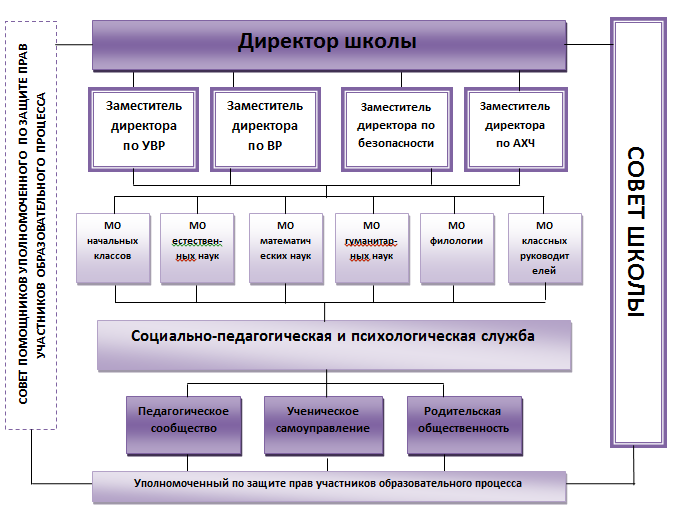 СОВЕТ ПОМОЩНИКОВ УПОЛНОМОЧЕННОГО ПО ЗАЩИТЕ ПРАВ
УЧАСТНИКОВ ОБРАЗОВАТЕЛЬНОГО ПРОЦЕССА
Директор школы
Заместитель
директора
по УВР
Заместитель
директора
по ВР
Заместитель
директора по
безопасности
Заместитель
директора
по АХЧ
МО
начальных
классов
МО
естествен-
ных наук
МО
математич
еских наук
МО
гуманитар-
ных наук
МО
филологии
МО
классных
руководит
елей
Социально-педагогическая и психологическая служба
Педагогическое
сообщество
Ученическое
самоуправление
Родительская
общественность
Уполномоченный по защите прав участников образовательного процесса
СОВЕТ ШКОЛЫ